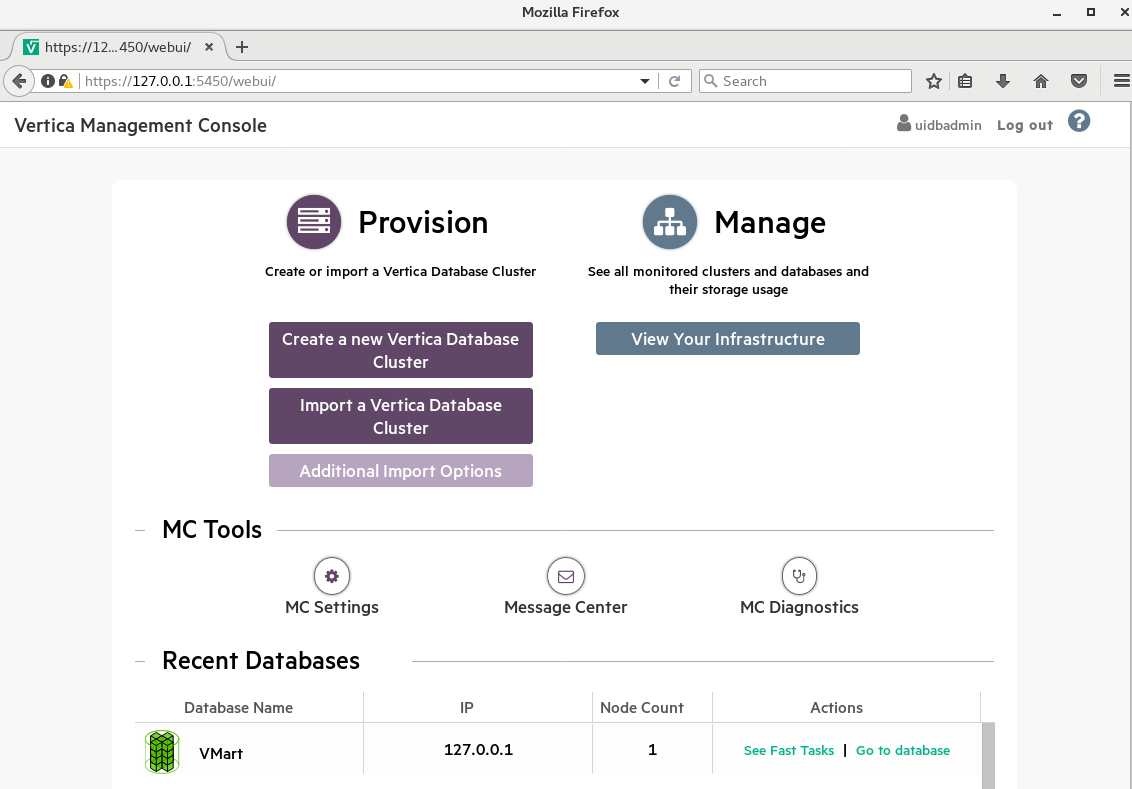 Mozilla Firefox
https://12...450/webui/
https://127.0.0.1:5450/webui/
Search
Vertica Management Console
uidbadmin
Log out
?
Provision
Manage
Create or import a Vertica Database Cluster
See all monitored clusters and databases and
their storage usage
Create a new Vertica Database
Cluster
View Your Infrastructure
Import a Vertica Database
Cluster
Additional Import Options
MC Tools
MC Settings
Message Center
MC Diagnostics
Recent Databases
Database Name
IP
Node Count
Actions
VMart
127.0.0.1
1
See Fast Tasks | Go to database